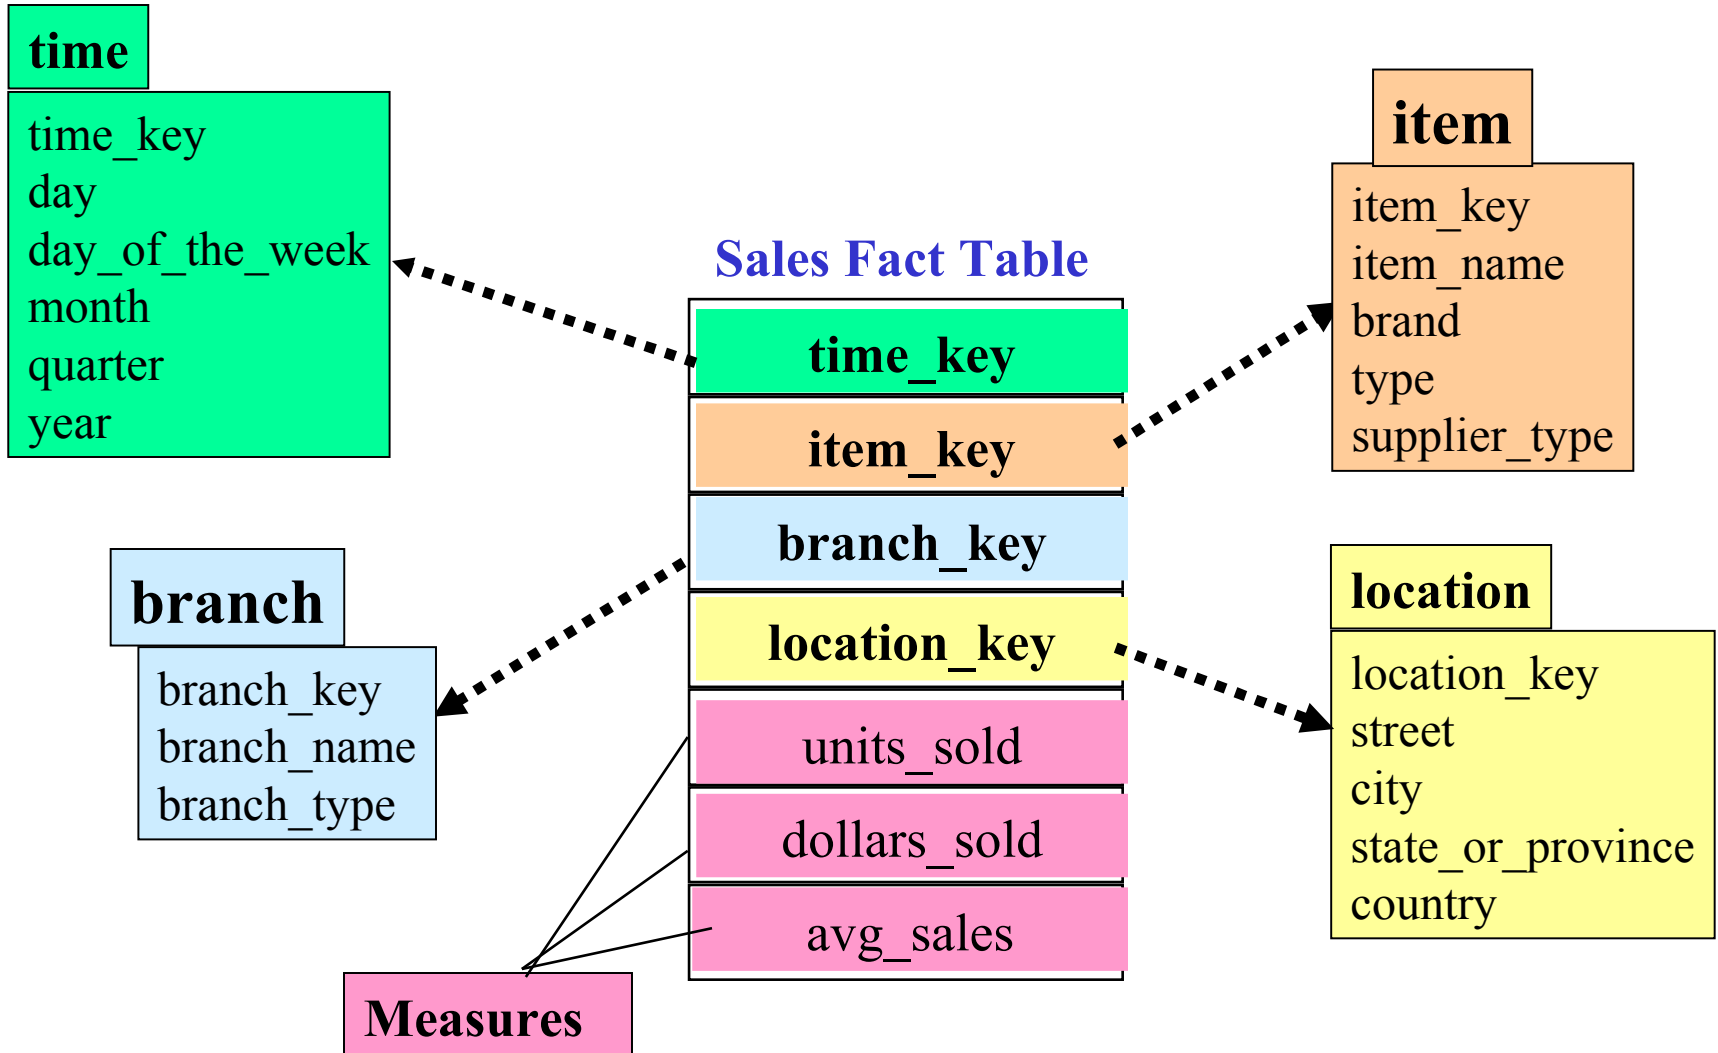 time
time_key
day
day_of_the_week
month
quarter
year
item
item_key
item_name
brand
type
supplier_type
Sales Fact Table
time_key
item_key
branch_key
location_key
units_sold
dollars_sold
avg_sales
branch
branch_key
branch_name
branch_type
location
location_key
street
city
state_or_province
country
Measures